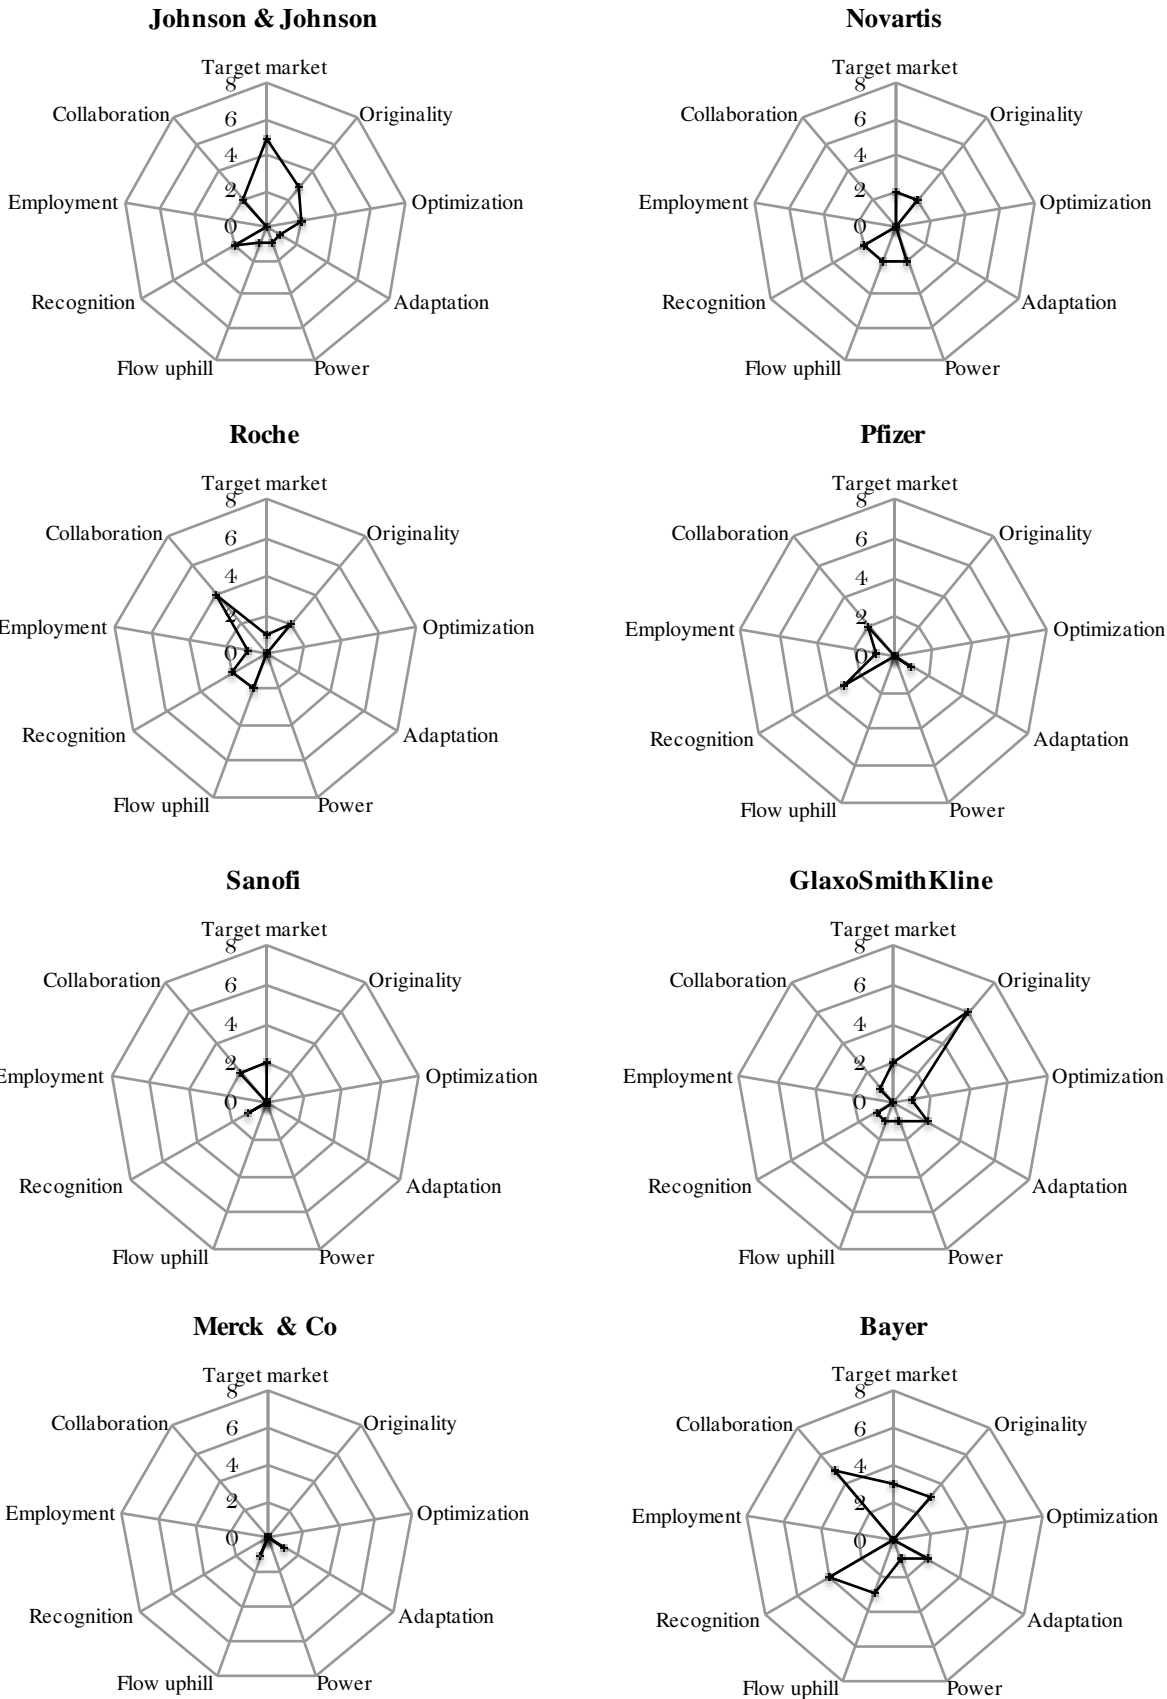 Johnson & Johnson
Target market
8
Collaboration
Originality
6
4
Employment
2
Optimization
0
Recognition
Adaptation
Flow uphill
Power
Novartis
Target market
8
Collaboration
Originality
6
4
Employment
2
Optimization
0
Recognition
Adaptation
Flow uphill
Power
Roche
Target market
8
Collaboration
Originality
6
4
2
Employment
Optimization
0
Recognition
Adaptation
Flow uphill
Power
Pfizer
Target market
8
Collaboration
Originality
6
4
2
Employment
Optimization
0
Recognition
Adaptation
Flow uphill
Power
Sanofi
Target market
8
Collaboration
Originality
6
4
2
Employment
Optimization
0
Recognition
Adaptation
Flow uphill
Power
GlaxoSmithKline
Target market
8
Collaboration
Originality
6
4
2
Employment
Optimization
0
Recognition
Adaptation
Flow uphill
Power
Merck & Co
Target market
8
Collaboration
Originality
6
4
2
Employment
Optimization
0
Recognition
Adaptation
Flow uphill
Power
Bayer
Target market
8
Collaboration
Originality
6
4
2
Employment
Optimization
0
Recognition
Adaptation
Flow uphill
Power